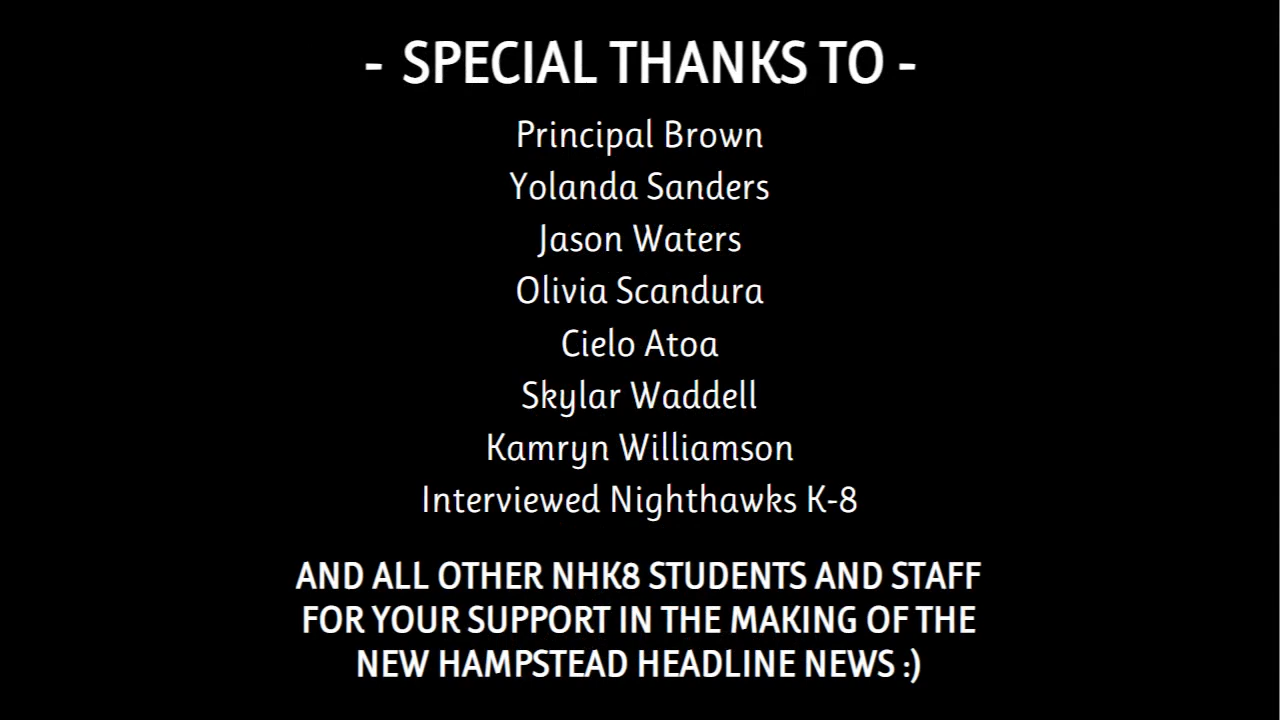 - SPECIAL THANKS TO -
Principal Brown
Yolanda Sanders
Jason Waters
Olivia Scandura
Cielo Atoa
Skylar Waddell
Kamryn Williamson
Interviewed Nighthawks K-8
AND ALL OTHER NHK8 STUDENTS AND STAFF
FOR YOUR SUPPORT IN THE MAKING OF THE
NEW HAMPSTEAD HEADLINE NEWS :)